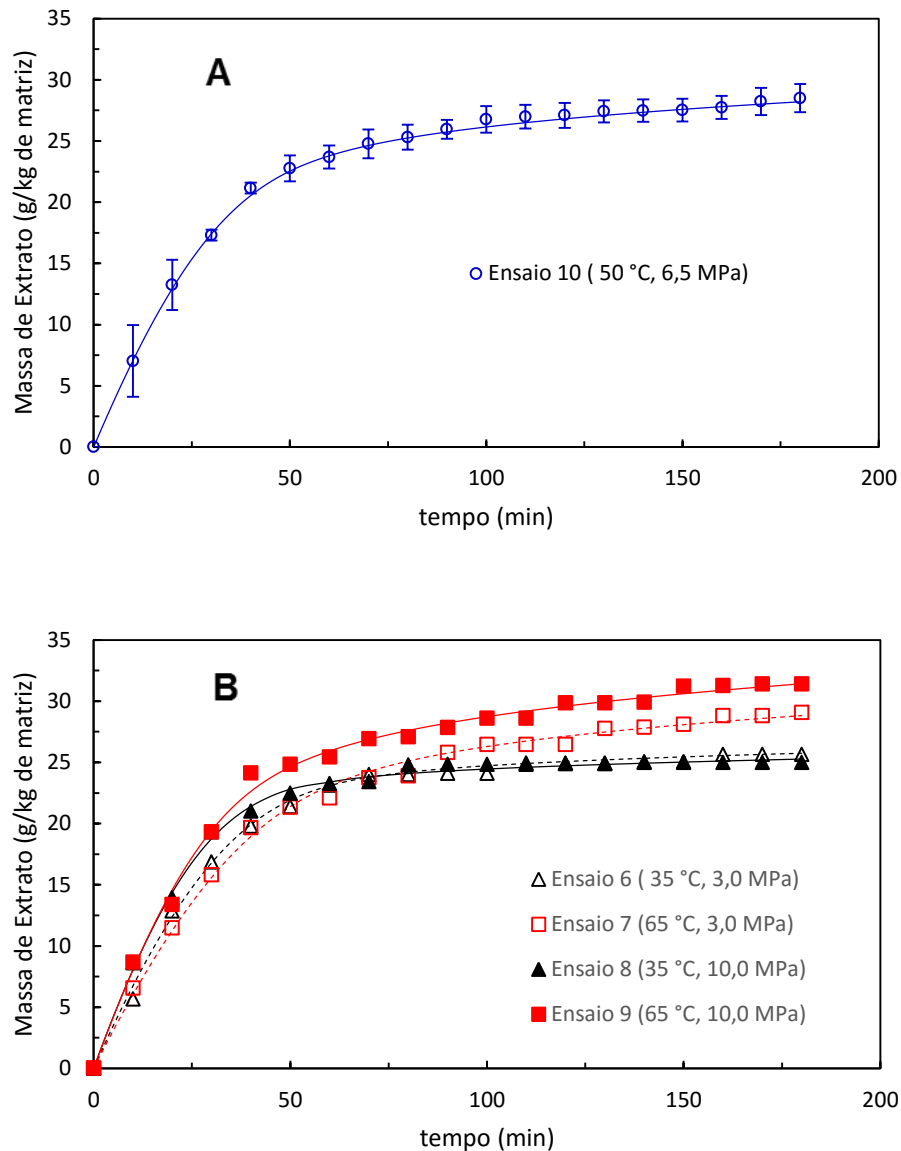 35
A
30
25
20
15
10
5
0
Massa de Extrato (g/kg de matriz)
Ensaio 10 ( 50 °C, 6,5 MPa)
0 50 100 150 200
tempo (min)
35
B
30
25
20
15
10
5
0
Massa de Extrato (g/kg de matriz)
Ensaio 6 ( 35 °C, 3,0 MPa)
Ensaio 7 (65 °C, 3,0 MPa)
Ensaio 8 (35 °C, 10,0 MPa)
Ensaio 9 (65 °C, 10,0 MPa)
0 50 100 150 200
tempo (min)